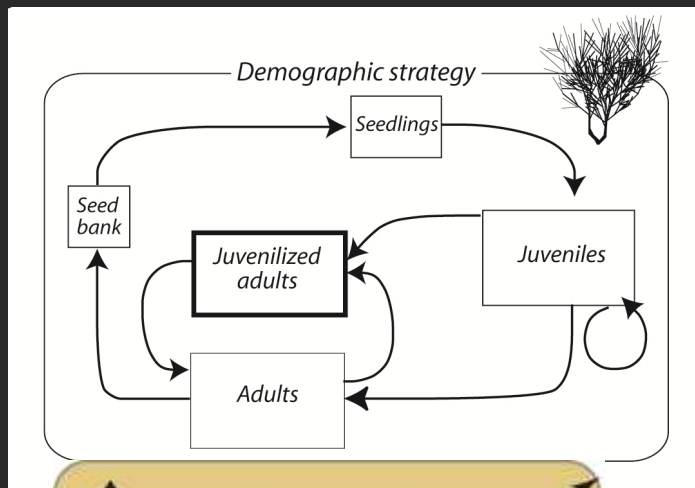 Demographic strategy
Seedlings
Seed
bank
Juvenilized
adults
Juveniles
Adults